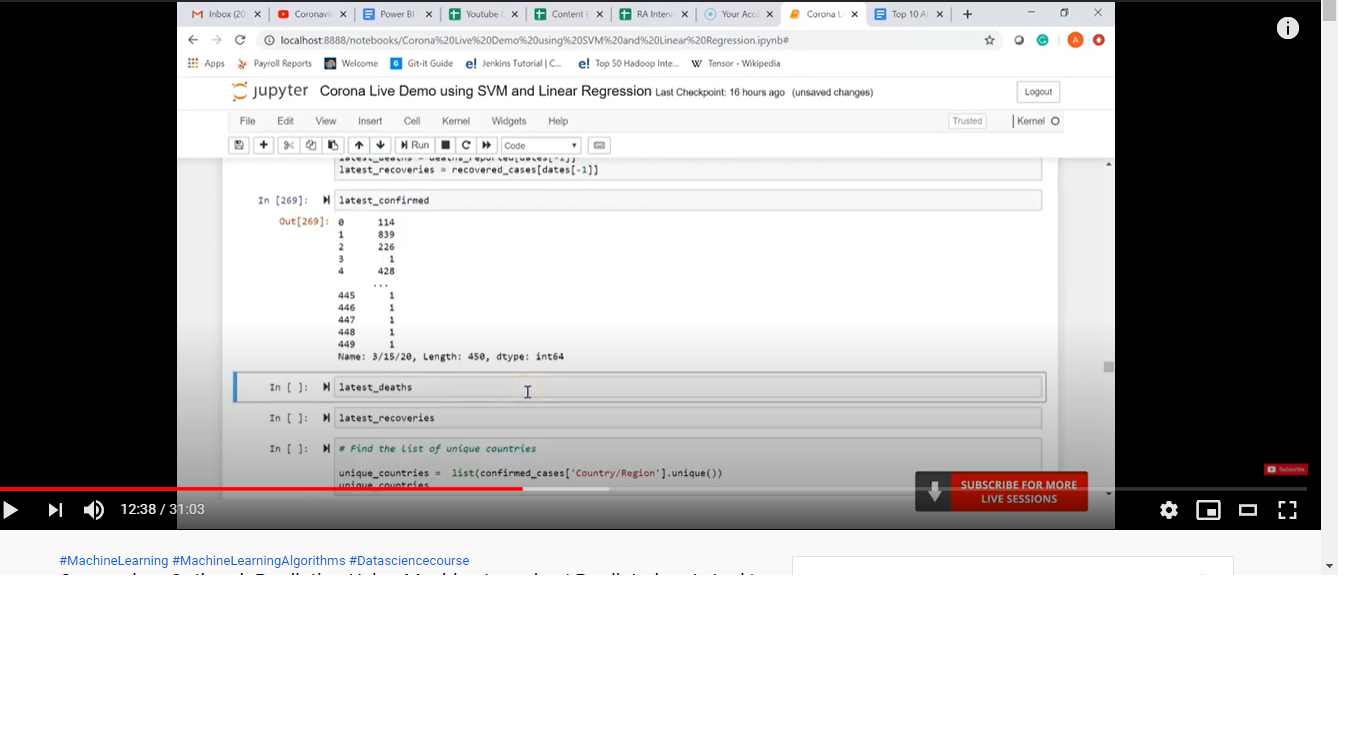 Inbox (20 Coronavi Power BI Youtube C Content F RA Interv Your Acco Corona L Top 10 Al
localhost:8888/notebooks/Corona%20Live%20Demo%20using%20SVM%20and%20Linear%20Regression.ipynb#
Apps Payroll Reports Welcome Git-it Guide Jenkins Tutorial | C... Top 50 Hadoop Inte... Tensor - Wikipedia
jupyter Corona Live Demo using SVM and Linear Regression Last Checkpoint: 16 hours ago (unsaved changes) Logout
File Edit View Insert Cell Kernel Widgets Help Trusted Kernel
Run Code
latest_deaths = deaths_reported[dates[-1]]
latest_recoveries = recovered_cases[dates[-1]]
In [269]: latest_confirmed
Out[269]: 0 114
1 839
2 226
3 1
4 428
...
445 1
446 1
447 1
448 1
449 1
Name: 3/15/20, Length: 450, dtype: int64
In [ ]: latest_deaths
In [ ]: latest_recoveries
In [ ]: # Find the list of unique countries
unique_countries = list(confirmed_cases['Country/Region'].unique())
unique_countries
Subscribe
SUBSCRIBE FOR MORE
LIVE SESSIONS
12:38 / 31:03
#MachineLearning #MachineLearningAlgorithms #Datasciencecourse